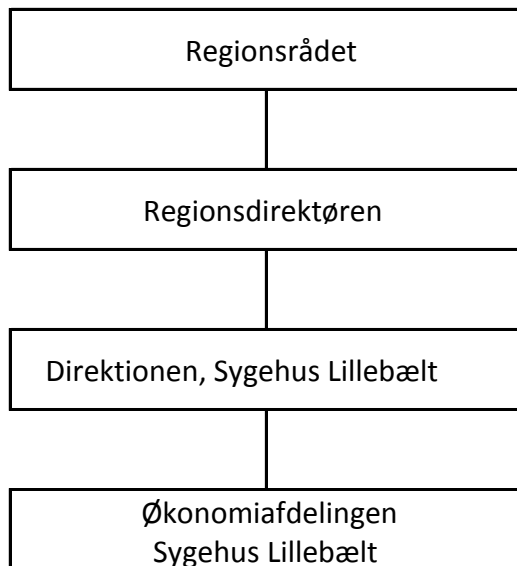 Regionsrådet
Regionsdirektøren
Direktionen, Sygehus Lillebælt
Økonomiafdelingen
Sygehus Lillebælt